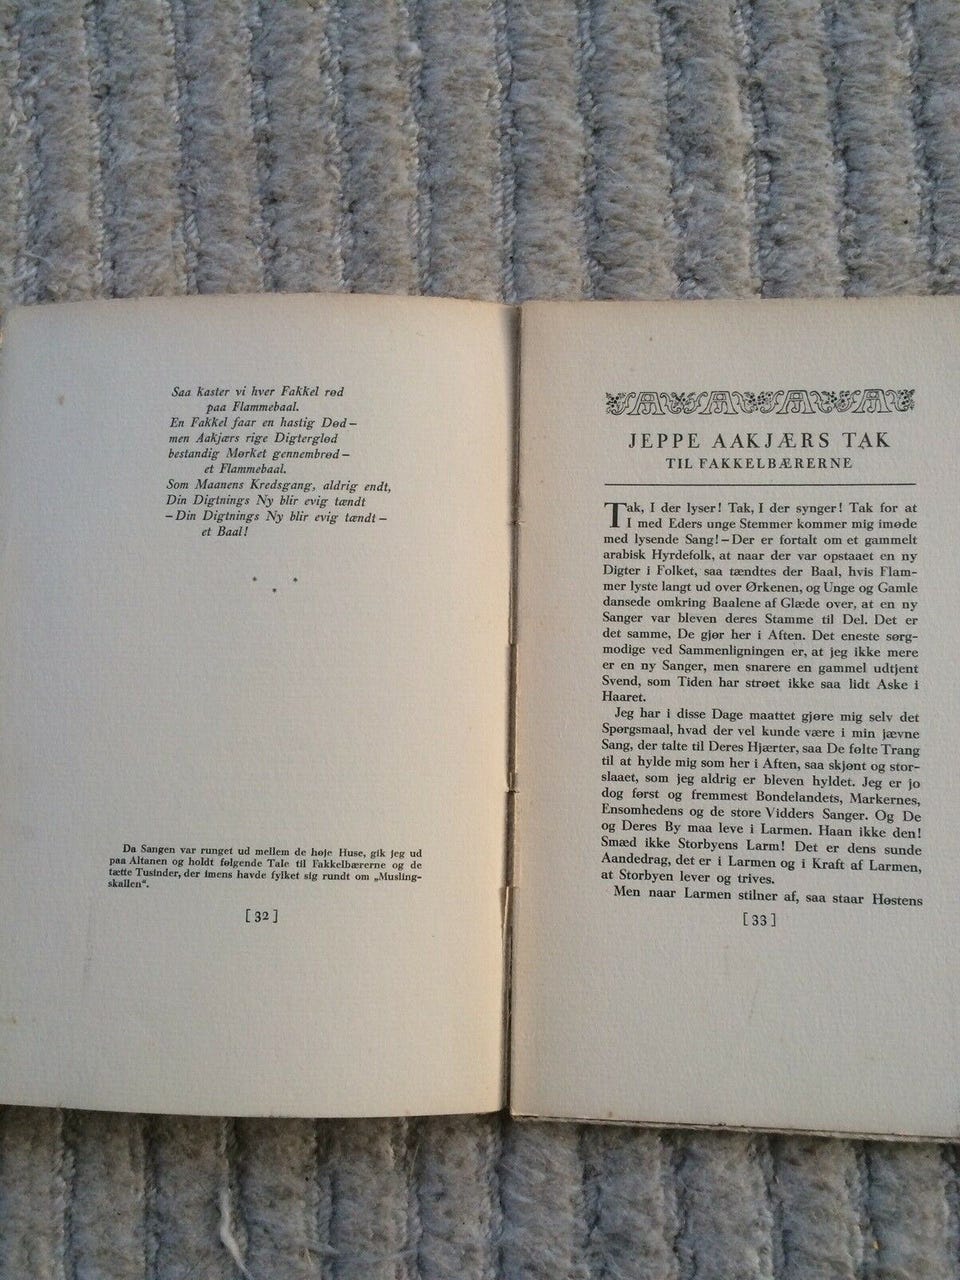 Saa kaster vi hver Fakkel rød
paa Flammebaal.
En Fakkel faar en hastig Død—
men Aakjærs rige Digterglød
bestandig Mørket gennembrød—
et Flammebaal.
Som Maanens Kredsgang, aldrig endt,
Din Digtnings Ny blir evig tændt
—Din Digtnings Ny blir evig tændt—
et Baal!
Da Sangen var runget ud mellem de høje Huse, gik jeg ud
paa Altanen og holdt følgende Tale til Fakkelbærerne og de
tætte Tusinder, der imens havde fylket sig rundt om „Musling-
skallen“.
[32]
JEPPE AAKJÆRS TAK
TIL FAKKELBÆRERNE
Tak, I der lyser! Tak, I der synger! Tak for at
I med Eders unge Stemmer kommer mig imøde
med lysende Sang!—Der er fortalt om et gammelt
arabisk Hyrdefolk, at naar der var opstaaet en ny
Digter i Folket, saa tændtes der Baal, hvis Flam-
mer lyste langt ud over Ørkenen, og Unge og Gamle
dansede omkring Baalene af Glæde over, at en ny
Sanger var bleven deres Stamme til Del. Det er
det samme, De gjør her i Aften. Det eneste sørg-
modige ved Sammenligningen er, at jeg ikke mere
er en ny Sanger, men snarere en gammel udtjent
Svend, som Tiden har strøet ikke saa lidt Aske i
Haaret.
Jeg har i disse Dage maattet gjøre mig selv det
Spørgsmaal, hvad der vel kunde være i min jævne
Sang, der talte til Deres Hjærter, saa De følte Trang
til at hylde mig som her i Aften, saa skjønt og stor-
slaaet, som jeg aldrig er bleven hyldet. Jeg er jo
dog først og fremmest Bondelandets, Markernes,
Ensomhedens og de store Vidders Sanger. Og De
og Deres By maa leve i Larmen. Haan ikke den!
Smæd ikke Storbyens Larm! Det er dens sunde
Aandedrag, det er i Larmen og i Kraft af Larmen,
at Storbyen lever og trives.
Men naar Larmen stilner af, saa staar Høstens
[33]